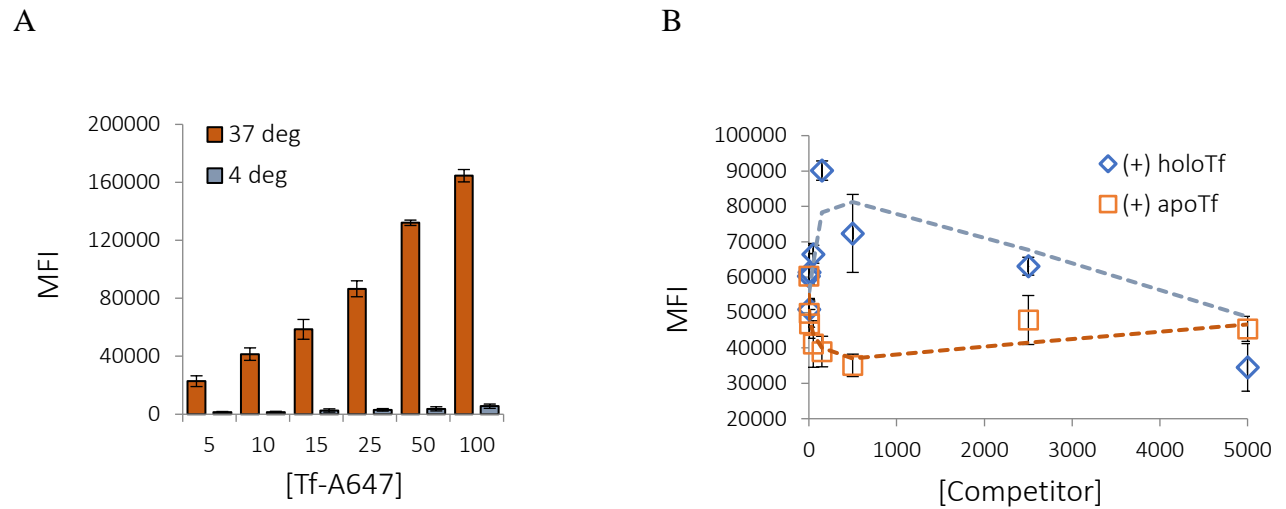 A
B
200000
160000
120000
80000
40000
0
MFI
37 deg
4 deg
5 10 15 25 50 100
[Tf-A647]
100000
90000
80000
70000
60000
50000
40000
30000
20000
MFI
(+) holoTf
(+) apoTf
0 1000 2000 3000 4000 5000
[Competitor]